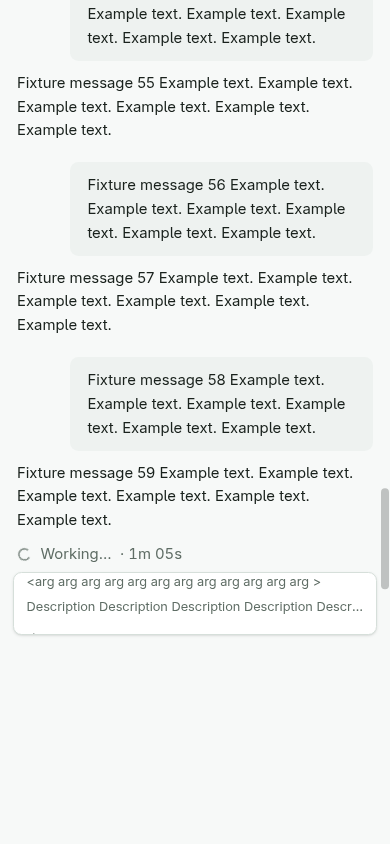 Example text. Example text. Example
text. Example text. Example text.
Fixture message 55 Example text. Example text.
Example text. Example text. Example text.
Example text.
Fixture message 56 Example text.
Example text. Example text. Example
text. Example text. Example text.
Fixture message 57 Example text. Example text.
Example text. Example text. Example text.
Example text.
Fixture message 58 Example text.
Example text. Example text. Example
text. Example text. Example text.
Fixture message 59 Example text. Example text.
Example text. Example text. Example text.
Example text.
Working... · 1m 05s
<arg arg arg arg arg arg arg arg arg arg arg arg >
Description Description Description Description Descr...